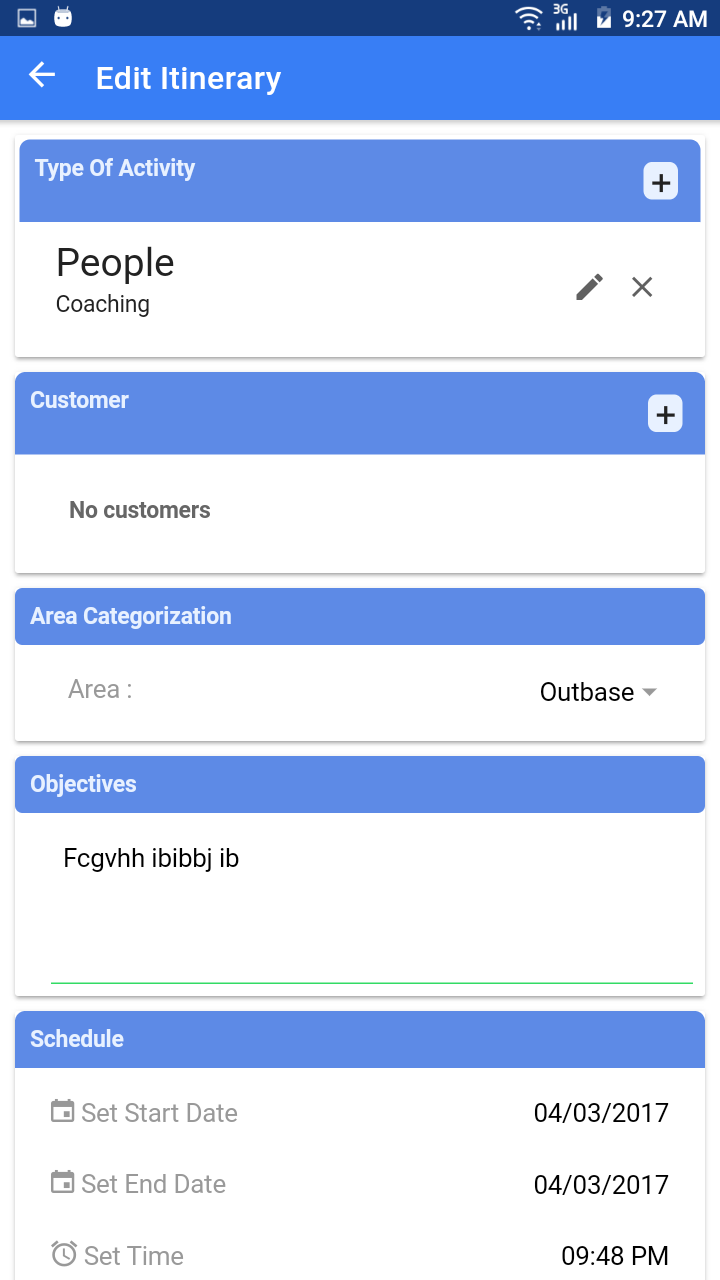 3G 9:27 AM
Edit Itinerary
Type Of Activity
People
Coaching
Customer
No customers
Area Categorization
Area : Outbase
Objectives
Fcgvhh ibibbj ib
Schedule
Set Start Date 04/03/2017
Set End Date 04/03/2017
Set Time 09:48 PM